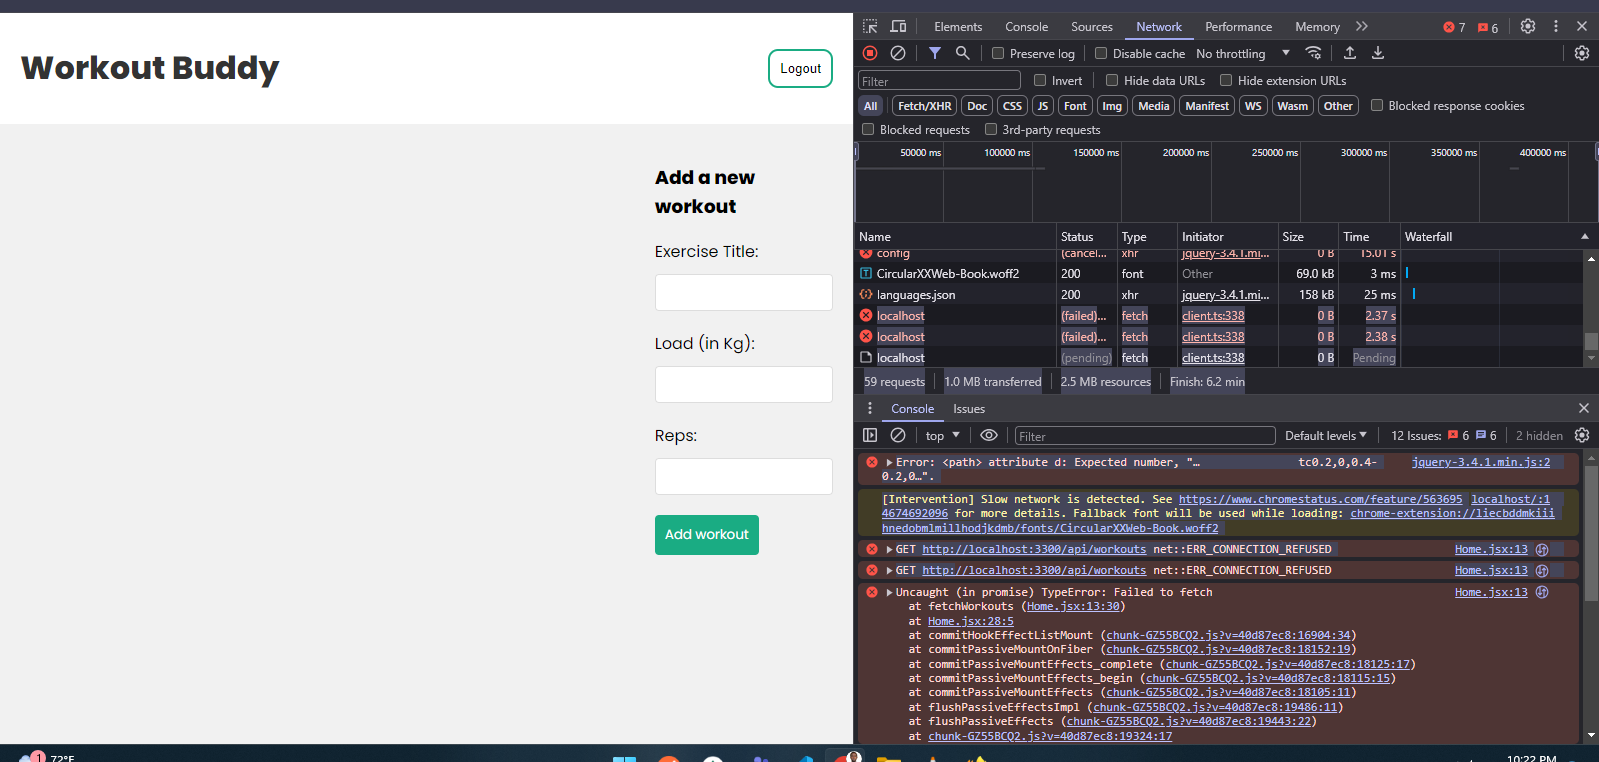 Workout Buddy
Logout
Add a new
workout
Exercise Title:
Load (in Kg):
Reps:
Add workout
Elements Console Sources Network Performance Memory 7 6
Preserve log Disable cache No throttling
Filter Invert Hide data URLs Hide extension URLs
All Fetch/XHR Doc CSS JS Font Img Media Manifest WS Wasm Other Blocked response cookies
Blocked requests 3rd-party requests
50000 ms 100000 ms 150000 ms 200000 ms 250000 ms 300000 ms 350000 ms 400000 ms
Name Status Type Initiator Size Time Waterfall
config (cancel... xhr jquery-3.4.1.mi... 0 B 15.01 s
CircularXXWeb-Book.woff2 200 font Other 69.0 kB 3 ms
languages.json 200 xhr jquery-3.4.1.mi... 158 kB 25 ms
localhost (failed)... fetch client.ts:338 0 B 2.37 s
localhost (failed)... fetch client.ts:338 0 B 2.38 s
localhost (pending) fetch client.ts:338 0 B Pending
59 requests 1.0 MB transferred 2.5 MB resources Finish: 6.2 min
Console Issues
top Filter Default levels 12 Issues: 6 6 2 hidden
Error: <path> attribute d: Expected number, "… tc0.2,0,0.4- jquery-3.4.1.min.js:2
0.2,0…".
[Intervention] Slow network is detected. See https://www.chromestatus.com/feature/563695 localhost/:1
4674692096 for more details. Fallback font will be used while loading: chrome-extension://liecbddmkiii
hnedobmlmillhodjkdmb/fonts/CircularXXWeb-Book.woff2
GET http://localhost:3300/api/workouts net::ERR_CONNECTION_REFUSED Home.jsx:13
GET http://localhost:3300/api/workouts net::ERR_CONNECTION_REFUSED Home.jsx:13
Uncaught (in promise) TypeError: Failed to fetch Home.jsx:13
at fetchWorkouts (Home.jsx:13:30)
at Home.jsx:28:5
at commitHookEffectListMount (chunk-GZ55BCQ2.js?v=40d87ec8:16904:34)
at commitPassiveMountOnFiber (chunk-GZ55BCQ2.js?v=40d87ec8:18152:19)
at commitPassiveMountEffects_complete (chunk-GZ55BCQ2.js?v=40d87ec8:18125:17)
at commitPassiveMountEffects_begin (chunk-GZ55BCQ2.js?v=40d87ec8:18115:15)
at commitPassiveMountEffects (chunk-GZ55BCQ2.js?v=40d87ec8:18105:11)
at flushPassiveEffectsImpl (chunk-GZ55BCQ2.js?v=40d87ec8:19486:11)
at flushPassiveEffects (chunk-GZ55BCQ2.js?v=40d87ec8:19443:22)
at chunk-GZ55BCQ2.js?v=40d87ec8:19324:17
1 72°F 10:22 PM